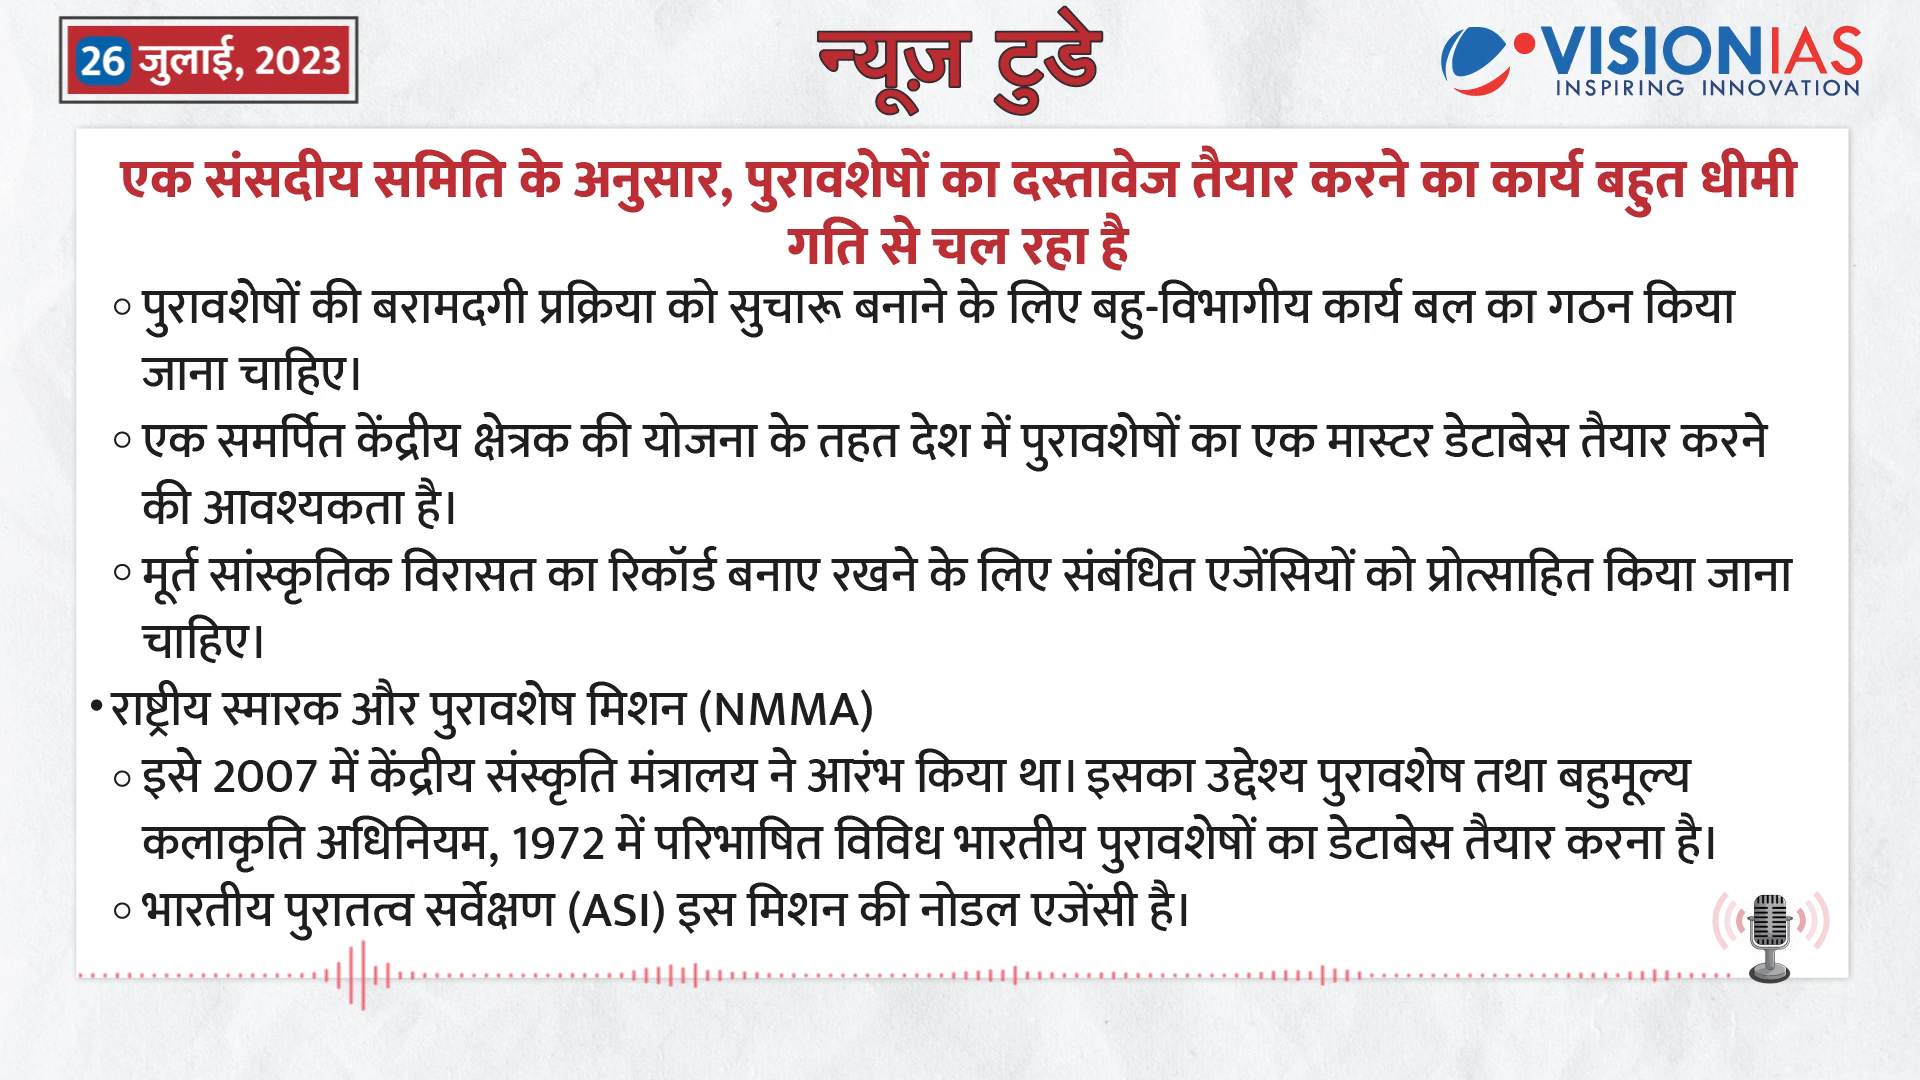 26 जुलाई, 2023
न्यूज़ टुडे
VISIONIAS
INSPIRING INNOVATION
एक संसदीय समिति के अनुसार, पुरावशेषों का दस्तावेज तैयार करने का कार्य बहुत धीमी
गति से चल रहा है
○ पुरावशेषों की बरामदगी प्रक्रिया को सुचारू बनाने के लिए बहु-विभागीय कार्य बल का गठन किया
जाना चाहिए।
○ एक समर्पित केंद्रीय क्षेत्रक की योजना के तहत देश में पुरावशेषों का एक मास्टर डेटाबेस तैयार करने
की आवश्यकता है।
○ मूर्त सांस्कृतिक विरासत का रिकॉर्ड बनाए रखने के लिए संबंधित एजेंसियों को प्रोत्साहित किया जाना
चाहिए।
• राष्ट्रीय स्मारक और पुरावशेष मिशन (NMMA)
○ इसे 2007 में केंद्रीय संस्कृति मंत्रालय ने आरंभ किया था। इसका उद्देश्य पुरावशेष तथा बहुमूल्य
कलाकृति अधिनियम, 1972 में परिभाषित विविध भारतीय पुरावशेषों का डेटाबेस तैयार करना है।
○ भारतीय पुरातत्व सर्वेक्षण (ASI) इस मिशन की नोडल एजेंसी है।